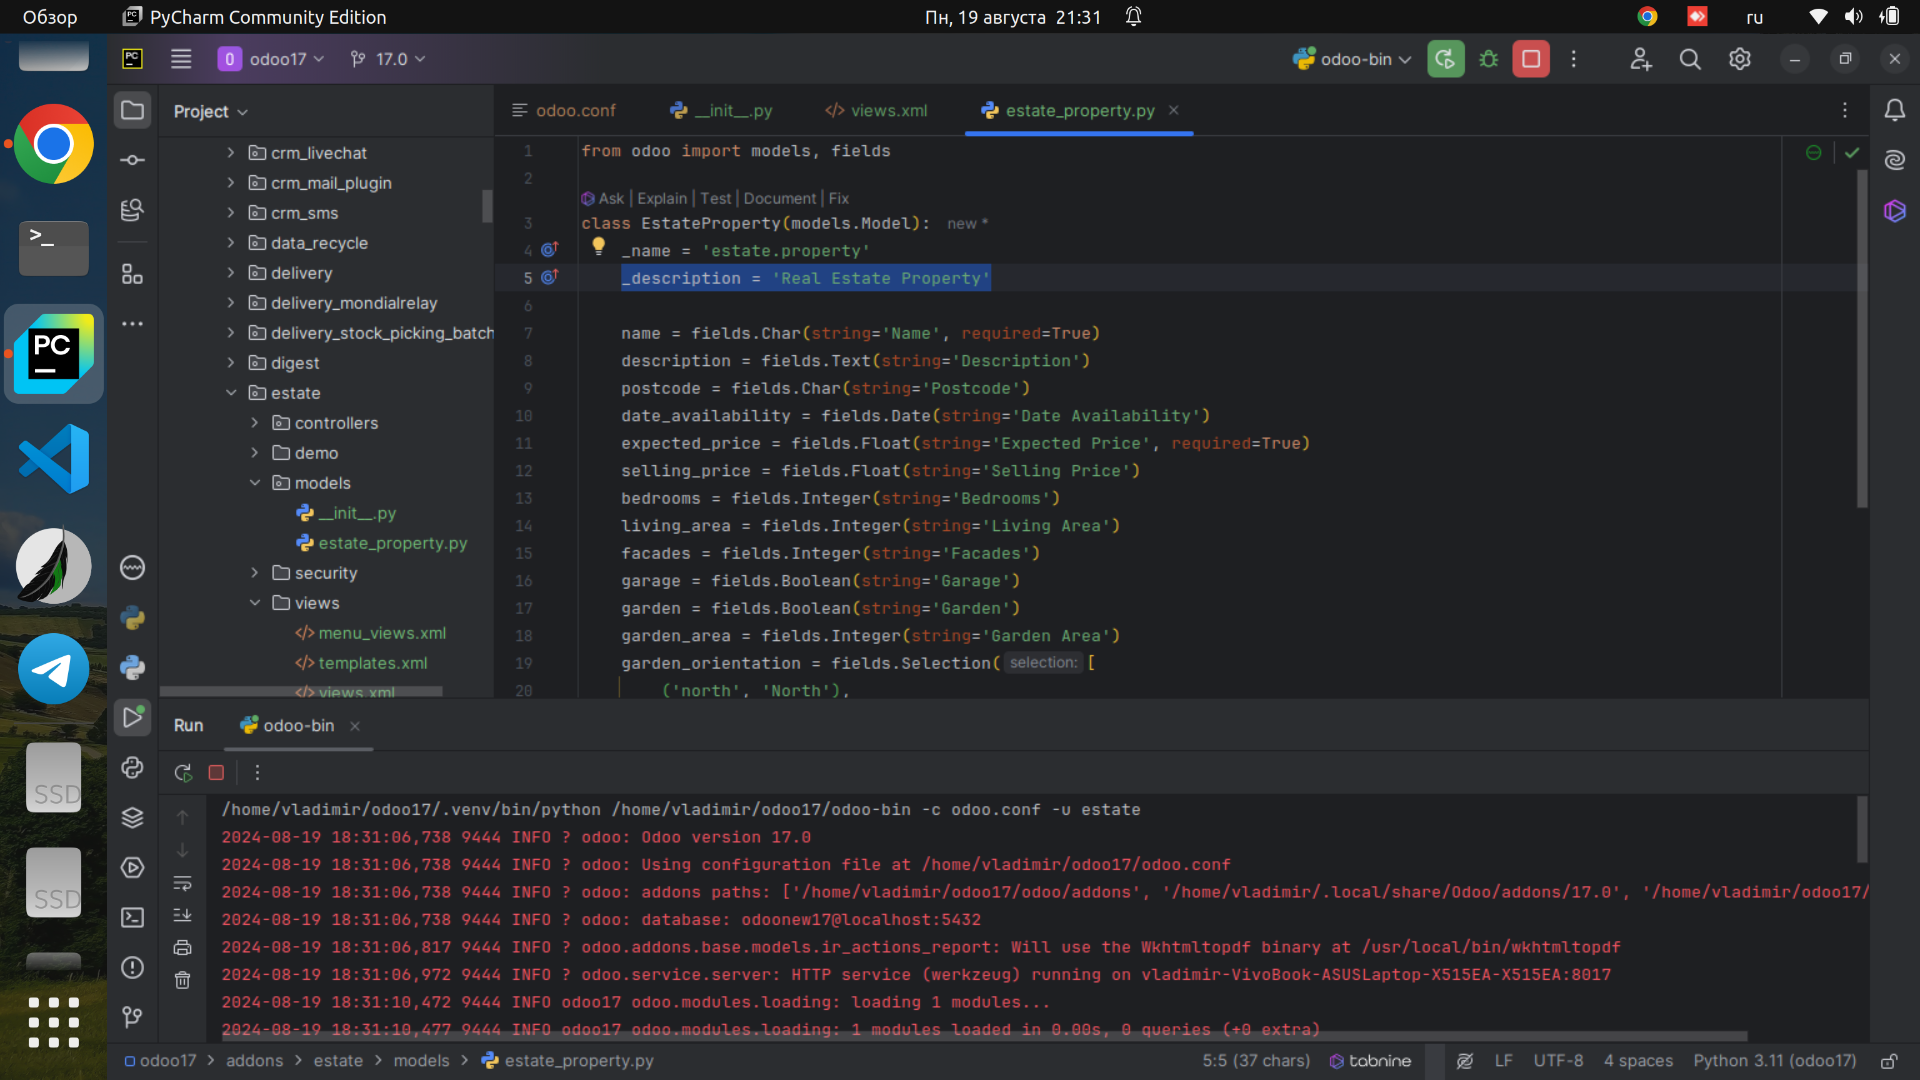 Обзор
PyCharm Community Edition
Пн, 19 августа 21:31
ru
PC
0 odoo17
17.0
odoo-bin
Project
crm_livechat
crm_mail_plugin
crm_sms
data_recycle
delivery
delivery_mondialrelay
delivery_stock_picking_batch
digest
estate
controllers
demo
models
__init__.py
estate_property.py
security
views
menu_views.xml
templates.xml
views.xml
odoo.conf
__init__.py
views.xml
estate_property.py
1 from odoo import models, fields
2
Ask | Explain | Test | Document | Fix
3 class EstateProperty(models.Model): new *
4 _name = 'estate.property'
5 _description = 'Real Estate Property'
6
7 name = fields.Char(string='Name', required=True)
8 description = fields.Text(string='Description')
9 postcode = fields.Char(string='Postcode')
10 date_availability = fields.Date(string='Date Availability')
11 expected_price = fields.Float(string='Expected Price', required=True)
12 selling_price = fields.Float(string='Selling Price')
13 bedrooms = fields.Integer(string='Bedrooms')
14 living_area = fields.Integer(string='Living Area')
15 facades = fields.Integer(string='Facades')
16 garage = fields.Boolean(string='Garage')
17 garden = fields.Boolean(string='Garden')
18 garden_area = fields.Integer(string='Garden Area')
19 garden_orientation = fields.Selection( selection: [
20 ('north', 'North'),
PC
SSD
SSD
Run
odoo-bin
/home/vladimir/odoo17/.venv/bin/python /home/vladimir/odoo17/odoo-bin -c odoo.conf -u estate
2024-08-19 18:31:06,738 9444 INFO ? odoo: Odoo version 17.0
2024-08-19 18:31:06,738 9444 INFO ? odoo: Using configuration file at /home/vladimir/odoo17/odoo.conf
2024-08-19 18:31:06,738 9444 INFO ? odoo: addons paths: ['/home/vladimir/odoo17/odoo/addons', '/home/vladimir/.local/share/Odoo/addons/17.0', '/home/vladimir/odoo17/
2024-08-19 18:31:06,738 9444 INFO ? odoo: database: odoonew17@localhost:5432
2024-08-19 18:31:06,817 9444 INFO ? odoo.addons.base.models.ir_actions_report: Will use the Wkhtmltopdf binary at /usr/local/bin/wkhtmltopdf
2024-08-19 18:31:06,972 9444 INFO ? odoo.service.server: HTTP service (werkzeug) running on vladimir-VivoBook-ASUSLaptop-X515EA-X515EA:8017
2024-08-19 18:31:10,472 9444 INFO odoo17 odoo.modules.loading: loading 1 modules...
2024-08-19 18:31:10,477 9444 INFO odoo17 odoo.modules.loading: 1 modules loaded in 0.00s, 0 queries (+0 extra)
odoo17 > addons > estate > models > estate_property.py
5:5 (37 chars)
tabnine
LF
UTF-8
4 spaces
Python 3.11 (odoo17)